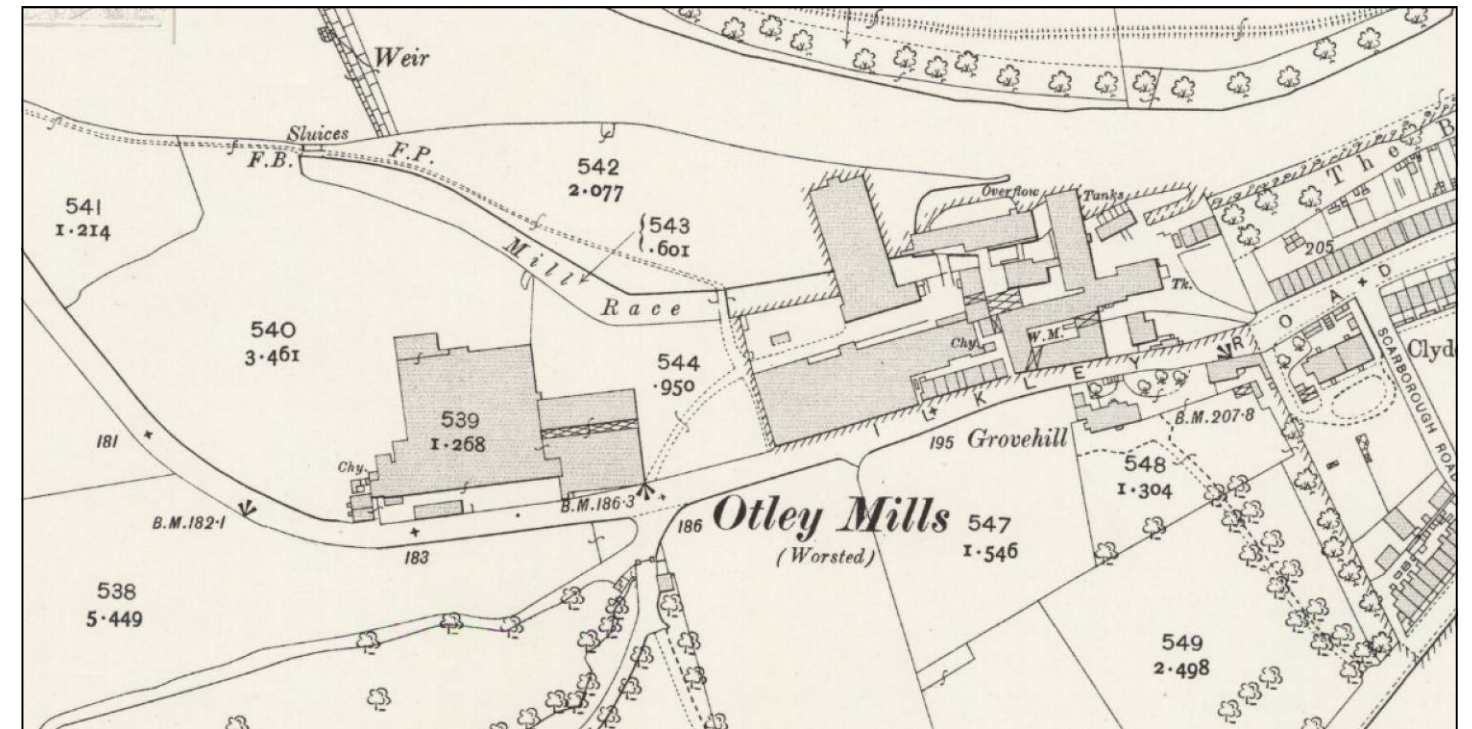 Weir
Sluices
F.B.
F.P.
542
2·077
541
1·214
543
·601
Mill Race
540
3·461
544
·950
Overflow
Tanks
The B
205
Tk.
W.M.
Chy.
ILKLEY ROAD
SCARBOROUGH ROAD
Clyd
B.M.207·8
195
Grovehill
539
1·268
Chy.
181
B.M.182·1
B.M.186·3
183
186
Otley Mills
(Worsted)
548
1·304
547
1·546
538
5·449
549
2·498